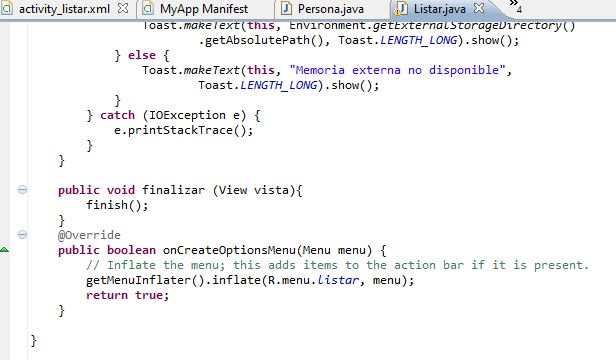 activity_listar.xml MyApp Manifest Persona.java Listar.java 4
Toast.makeText(this, Environment.getExternalStorageDirectory()
.getAbsolutePath(), Toast.LENGTH_LONG).show();
} else {
Toast.makeText(this, "Memoria externa no disponible",
Toast.LENGTH_LONG).show();
}
} catch (IOException e) {
e.printStackTrace();
}
}
public void finalizar (View vista){
finish();
}
@Override
public boolean onCreateOptionsMenu(Menu menu) {
// Inflate the menu; this adds items to the action bar if it is present.
getMenuInflater().inflate(R.menu.listar, menu);
return true;
}
}